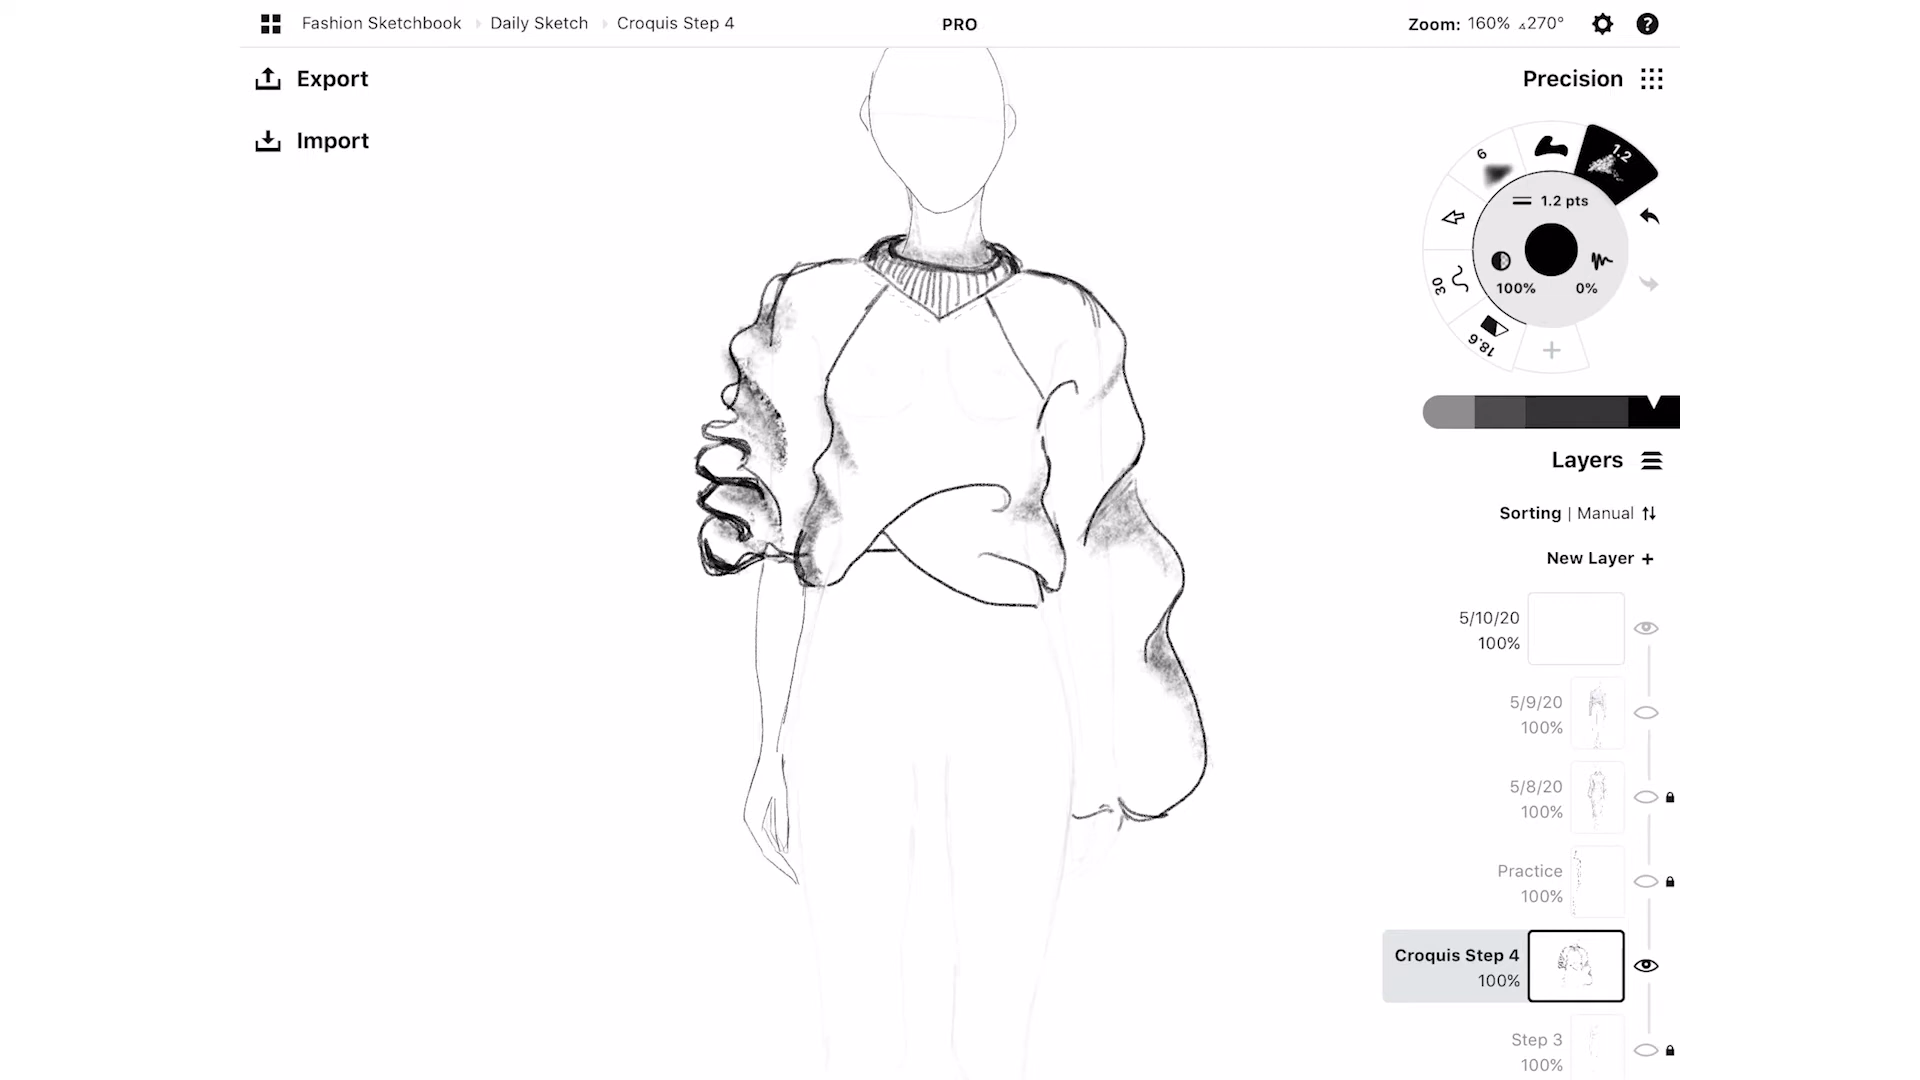 Fashion Sketchbook Daily Sketch Croquis Step 4
PRO
Zoom: 160% ∡270°
Export
Import
Precision
6
1.2
1.2 pts
100%
0%
30
18.6
Layers
Sorting | Manual
New Layer +
5/10/20
100%
5/9/20
100%
5/8/20
100%
Practice
100%
Croquis Step 4
100%
Step 3
100%